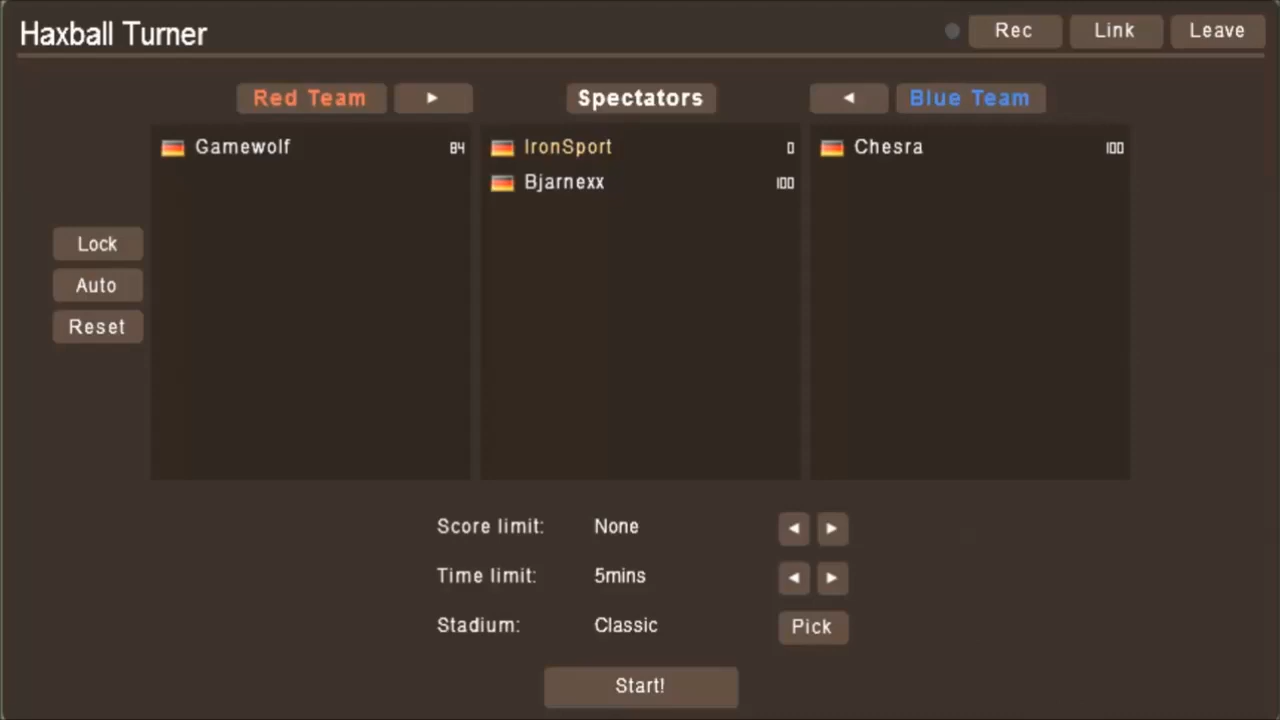 Haxball Turner
Rec
Link
Leave
Red Team
Spectators
Blue Team
Gamewolf 84
IronSport 0
Bjarnexx 100
Chesra 100
Lock
Auto
Reset
Score limit: None
Time limit: 5mins
Stadium: Classic Pick
Start!